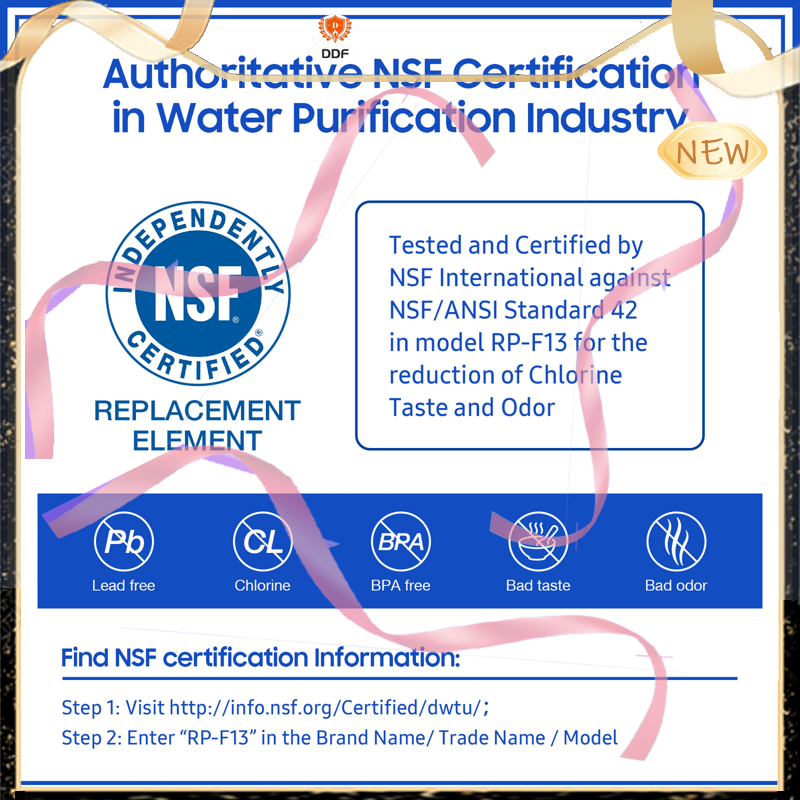 DDF
Authoritative NSF Certification
in Water Purification Industry
NEW
INDEPENDENTLY
NSF®
CERTIFIED®
REPLACEMENT
ELEMENT
Tested and Certified by
NSF International against
NSF/ANSI Standard 42
in model RP-F13 for the
reduction of Chlorine
Taste and Odor
Pb
CL
BPA
Lead free
Chlorine
BPA free
Bad taste
Bad odor
Find NSF certification Information:
Step 1: Visit http://info.nsf.org/Certified/dwtu/;
Step 2: Enter “RP-F13” in the Brand Name/ Trade Name / Model